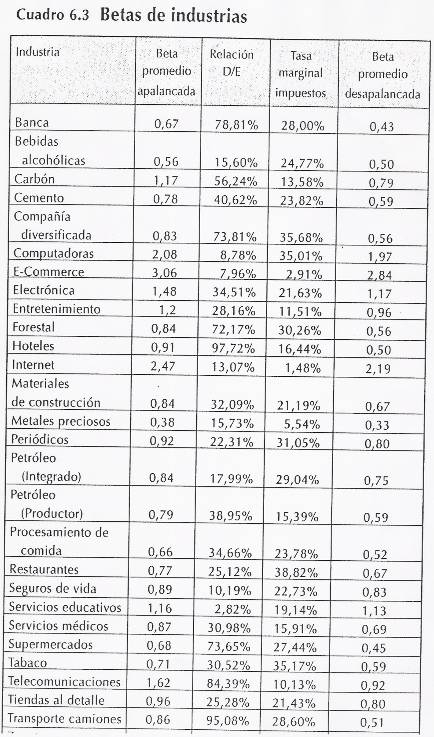 Cuadro 6.3 Betas de industrias
Industria Beta promedio apalancada Relación D/E Tasa marginal impuestos Beta promedio desapalancada
Banca 0,67 78,81% 28,00% 0,43
Bebidas
alcohólicas 0,56 15,60% 24,77% 0,50
Carbón 1,17 56,24% 13,58% 0,79
Cemento 0,78 40,62% 23,82% 0,59
Compañía
diversificada 0,83 73,81% 35,68% 0,56
Computadoras 2,08 8,78% 35,01% 1,97
E-Commerce 3,06 7,96% 2,91% 2,84
Electrónica 1,48 34,51% 21,63% 1,17
Entretenimiento 1,2 28,16% 11,51% 0,96
Forestal 0,84 72,17% 30,26% 0,56
Hoteles 0,91 97,72% 16,44% 0,50
Internet 2,47 13,07% 1,48% 2,19
Materiales
de construcción 0,84 32,09% 21,19% 0,67
Metales preciosos 0,38 15,73% 5,54% 0,33
Periódicos 0,92 22,31% 31,05% 0,80
Petróleo
(Integrado) 0,84 17,99% 29,04% 0,75
Petróleo
(Productor) 0,79 38,95% 15,39% 0,59
Procesamiento de
comida 0,66 34,66% 23,78% 0,52
Restaurantes 0,77 25,12% 38,82% 0,67
Seguros de vida 0,89 10,19% 22,73% 0,83
Servicios educativos 1,16 2,82% 19,14% 1,13
Servicios médicos 0,87 30,98% 15,91% 0,69
Supermercados 0,68 73,65% 27,44% 0,45
Tabaco 0,71 30,52% 35,17% 0,59
Telecomunicaciones 1,62 84,39% 10,13% 0,92
Tiendas al detalle 0,96 25,28% 21,43% 0,80
Transporte camiones 0,86 95,08% 28,60% 0,51